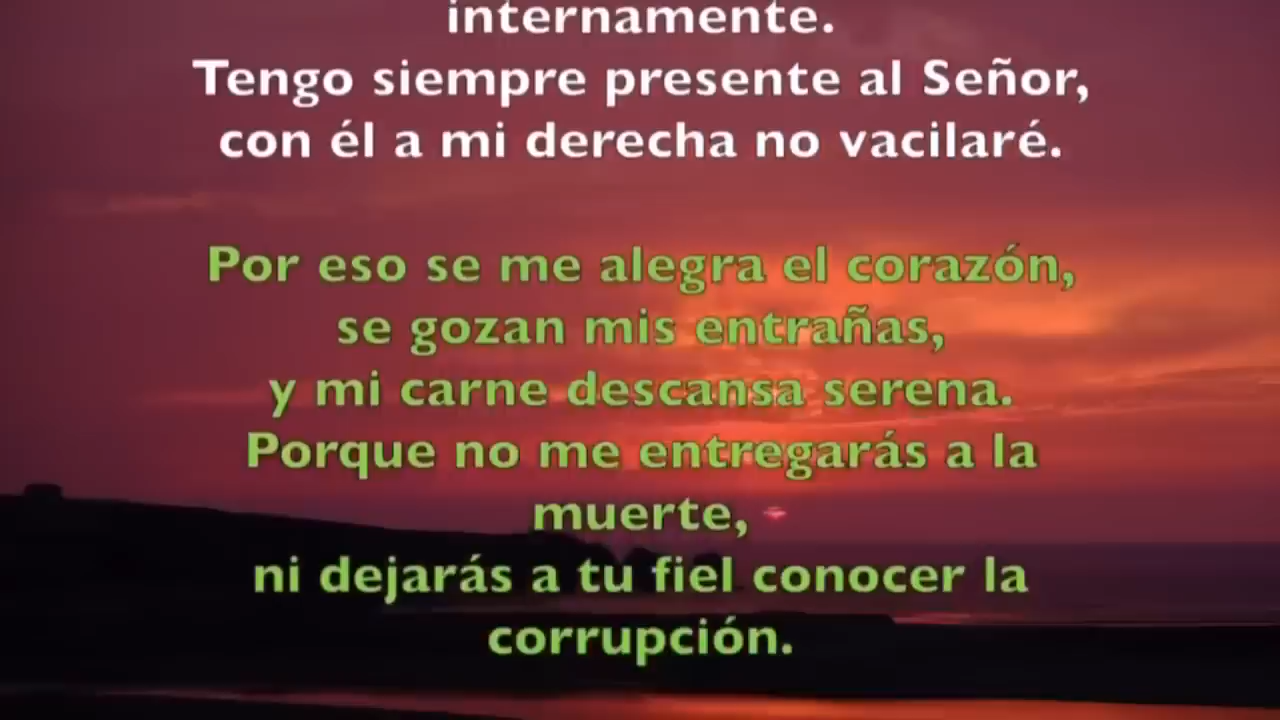 internamente.
Tengo siempre presente al Señor,
con él a mi derecha no vacilaré.
Por eso se me alegra el corazón,
se gozan mis entrañas,
y mi carne descansa serena.
Porque no me entregarás a la
muerte,
ni dejarás a tu fiel conocer la
corrupción.